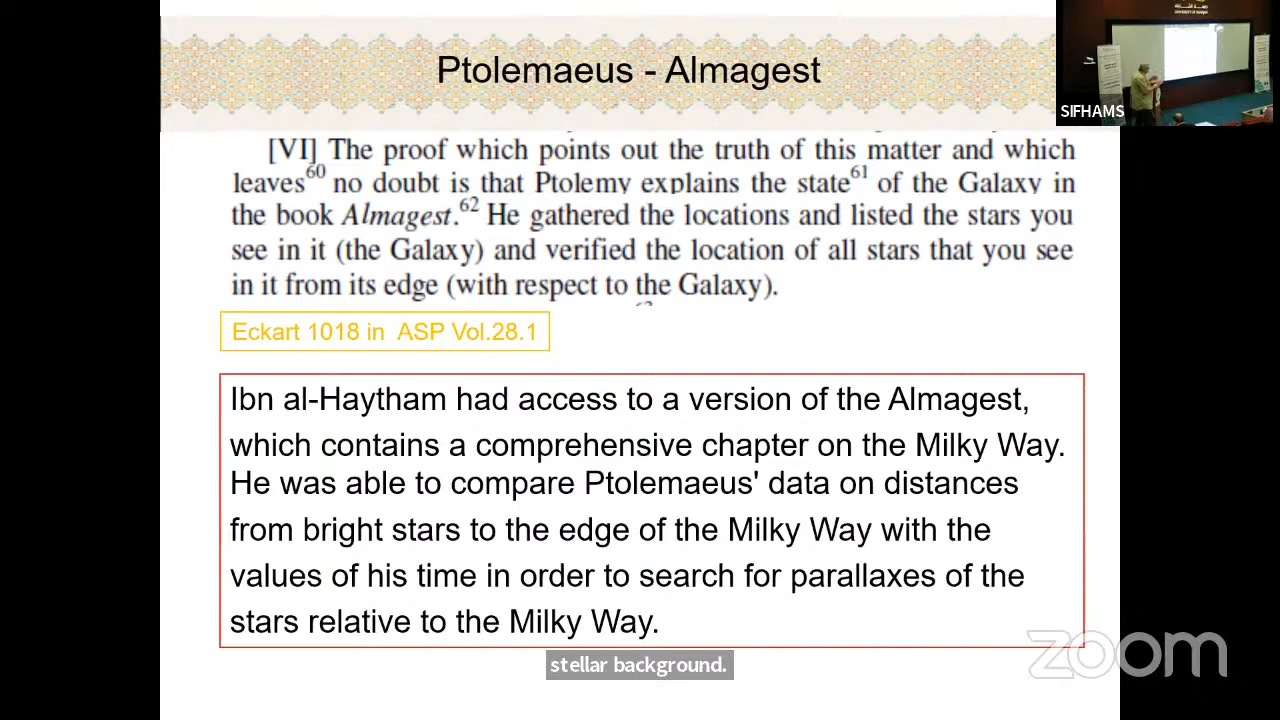 Ptolemaeus - Almagest
UNIVERSITY OF SHARJAH
SIFHAMS
[VI] The proof which points out the truth of this matter and which
leaves60 no doubt is that Ptolemy explains the state61 of the Galaxy in
the book Almagest.62 He gathered the locations and listed the stars you
see in it (the Galaxy) and verified the location of all stars that you see
in it from its edge (with respect to the Galaxy).
Eckart 1018 in ASP Vol.28.1
Ibn al-Haytham had access to a version of the Almagest,
which contains a comprehensive chapter on the Milky Way.
He was able to compare Ptolemaeus' data on distances
from bright stars to the edge of the Milky Way with the
values of his time in order to search for parallaxes of the
stars relative to the Milky Way.
stellar background.
zoom